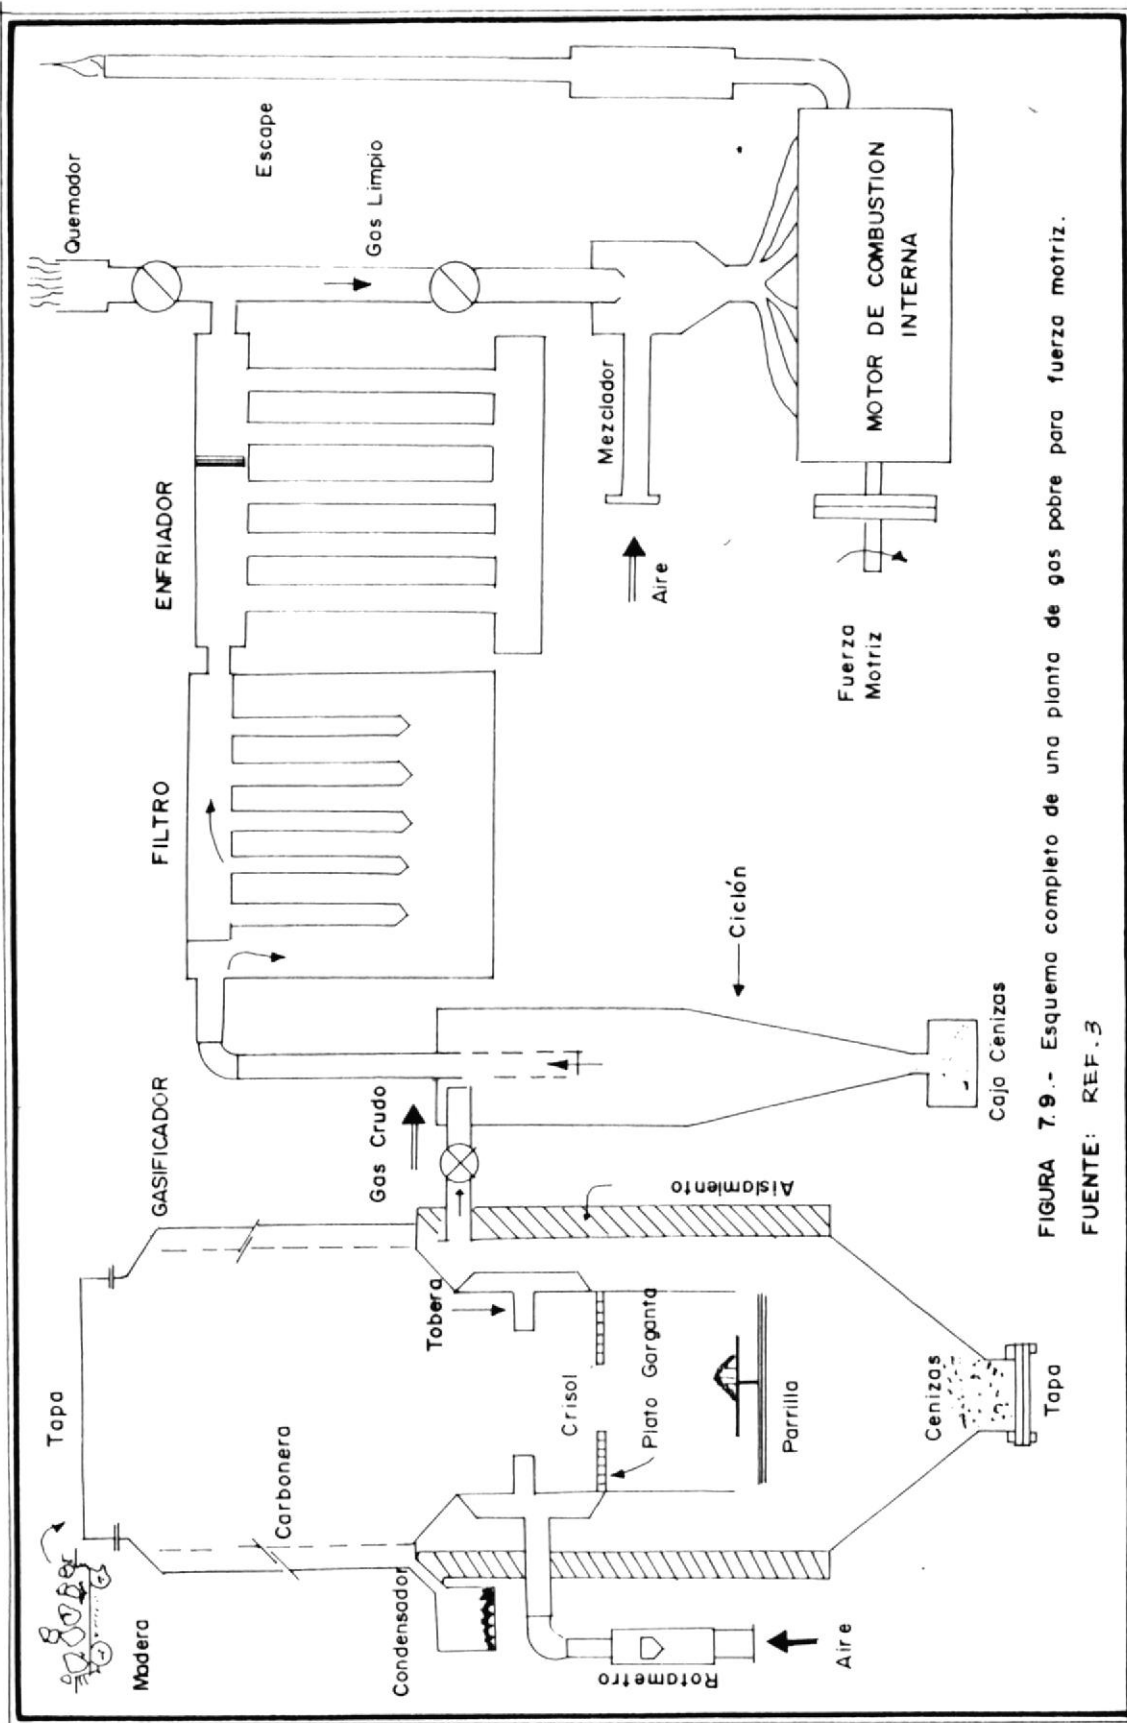 Madera
Tapa
GASIFICADOR
FILTRO
ENFRIADOR
Quemador
Escape
Carbonera
Gas Crudo
Gas Limpio
Condensador
Tobera
Mezclador
Rotametro
Crisol
Plato Garganta
Aislamiento
Aire
Aire
Ciclón
Parrilla
Fuerza
Motriz
MOTOR DE COMBUSTION
INTERNA
Cenizas
Caja Cenizas
Tapa
FIGURA 7.9.- Esquema completo de una planta de gas pobre para fuerza motriz.
FUENTE: REF. 3